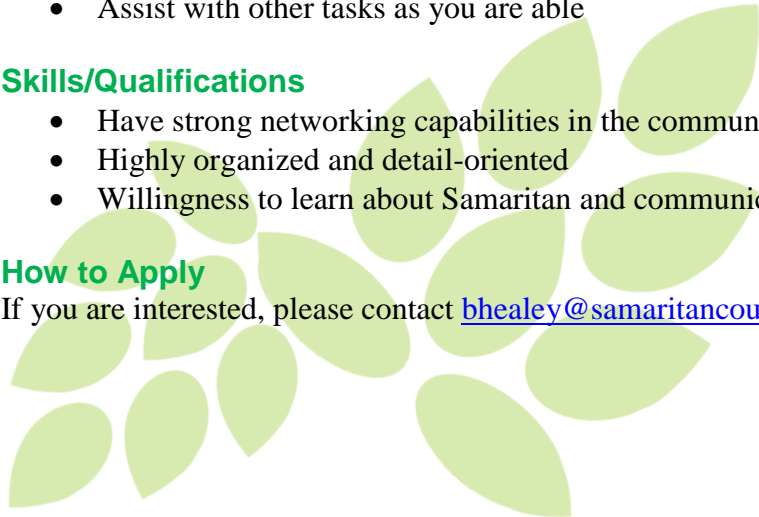 • Assist with other tasks as you are able
Skills/Qualifications
• Have strong networking capabilities in the commun
• Highly organized and detail-oriented
• Willingness to learn about Samaritan and communi
How to Apply
If you are interested, please contact bhealey@samaritancou